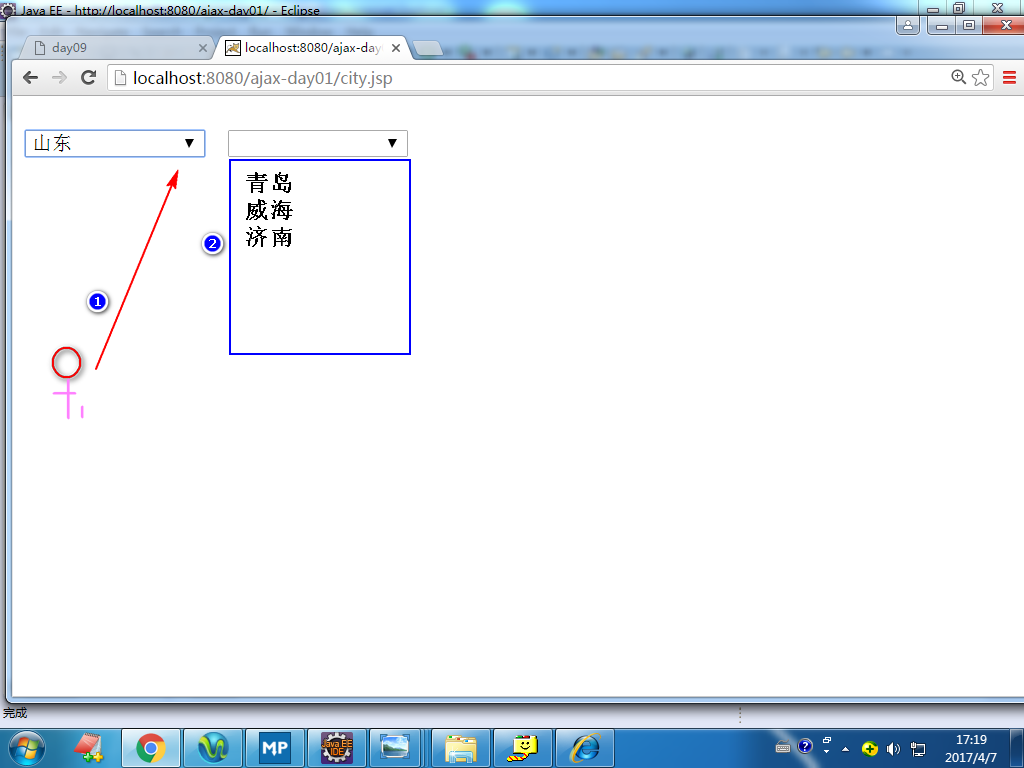 Java EE - http://localhost:8080/ajax-day01/ - Eclipse
day09
localhost:8080/ajax-day
localhost:8080/ajax-day01/city.jsp
山东
青岛
威海
济南
2
1
完成
MP
Java EE
IDE
17:19
2017/4/7